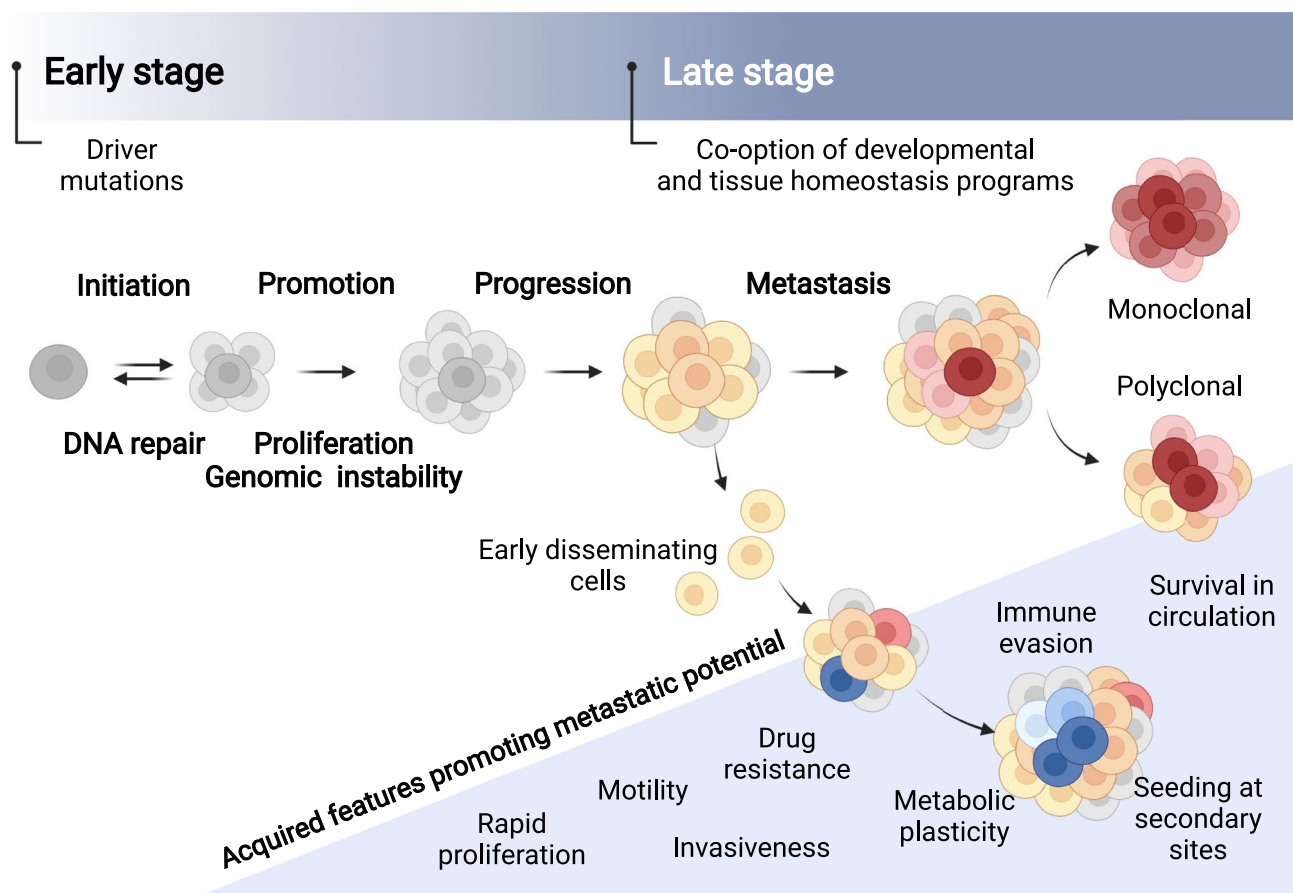 Early stage
Late stage
Driver
mutations
Co-option of developmental
and tissue homeostasis programs
Initiation
Promotion
Progression
Metastasis
Monoclonal
Polyclonal
DNA repair
Proliferation
Genomic instability
Early disseminating
cells
Acquired features promoting metastatic potential
Survival in
circulation
Immune
evasion
Drug
resistance
Motility
Rapid
proliferation
Invasiveness
Metabolic
plasticity
Seeding at
secondary
sites